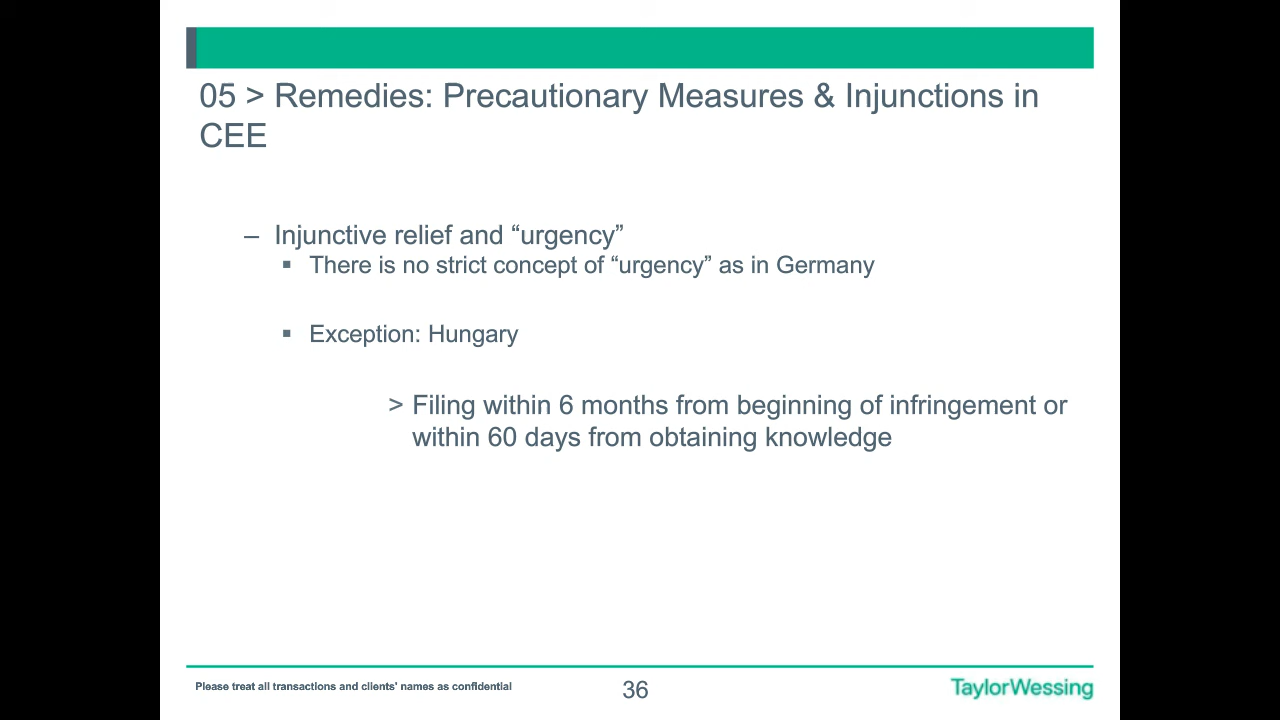 05 > Remedies: Precautionary Measures & Injunctions in
CEE
– Injunctive relief and “urgency”
▪ There is no strict concept of “urgency” as in Germany
▪ Exception: Hungary
> Filing within 6 months from beginning of infringement or
within 60 days from obtaining knowledge
Please treat all transactions and clients' names as confidential
36
TaylorWessing